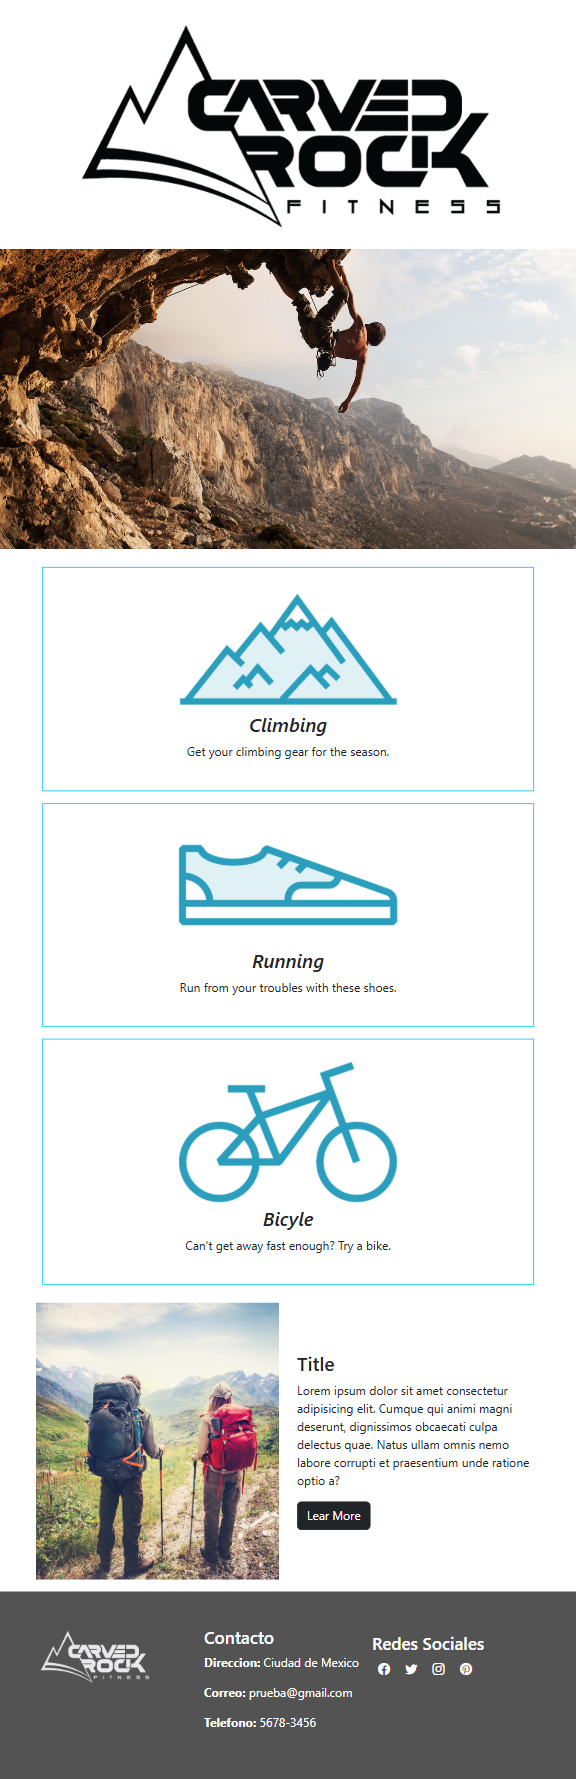 CARVED
ROCK
FITNESS
Climbing
Get your climbing gear for the season.
Running
Run from your troubles with these shoes.
Bicyle
Can't get away fast enough? Try a bike.
Title
Lorem ipsum dolor sit amet consectetur
adipisicing elit. Cumque qui animi magni
deserunt, dignissimos obcaecati culpa
delectus quae. Natus ullam omnis nemo
labore corrupti et praesentium unde ratione
optio a?
Lear More
CARVED
ROCK
FITNESS
Contacto
Direccion: Ciudad de Mexico
Correo: prueba@gmail.com
Telefono: 5678-3456
Redes Sociales